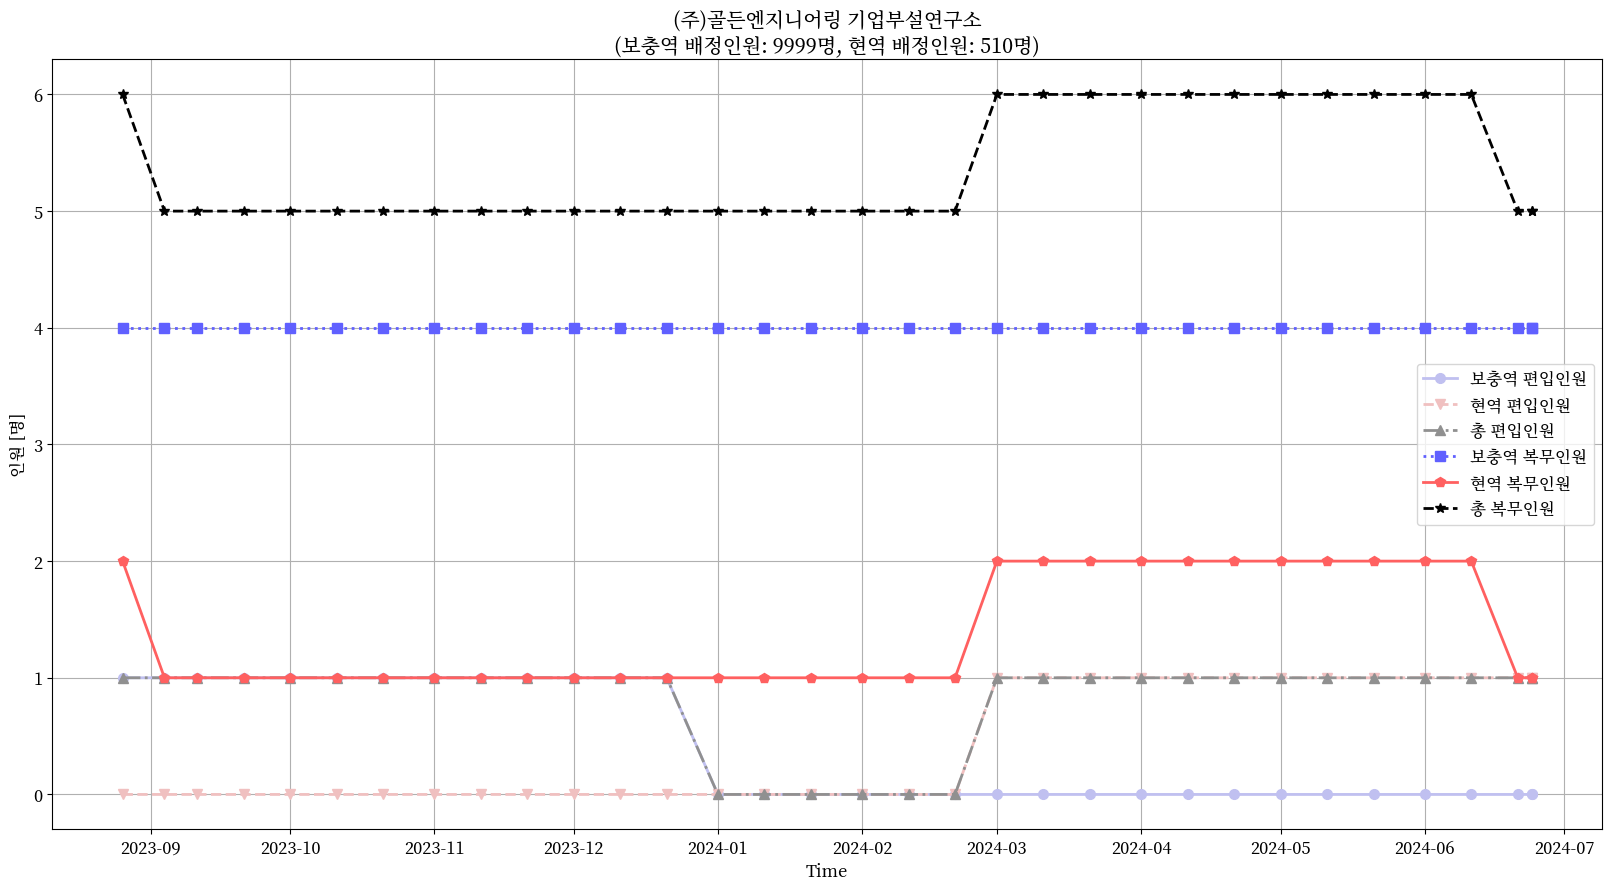 (주)골든엔지니어링 기업부설연구소
(보충역 배정인원: 9999명, 현역 배정인원: 510명)
인원 [명]
6
5
4
3
2
1
0
보충역 편입인원
현역 편입인원
총 편입인원
보충역 복무인원
현역 복무인원
총 복무인원
2023-09
2023-10
2023-11
2023-12
2024-01
2024-02
2024-03
2024-04
2024-05
2024-06
2024-07
Time